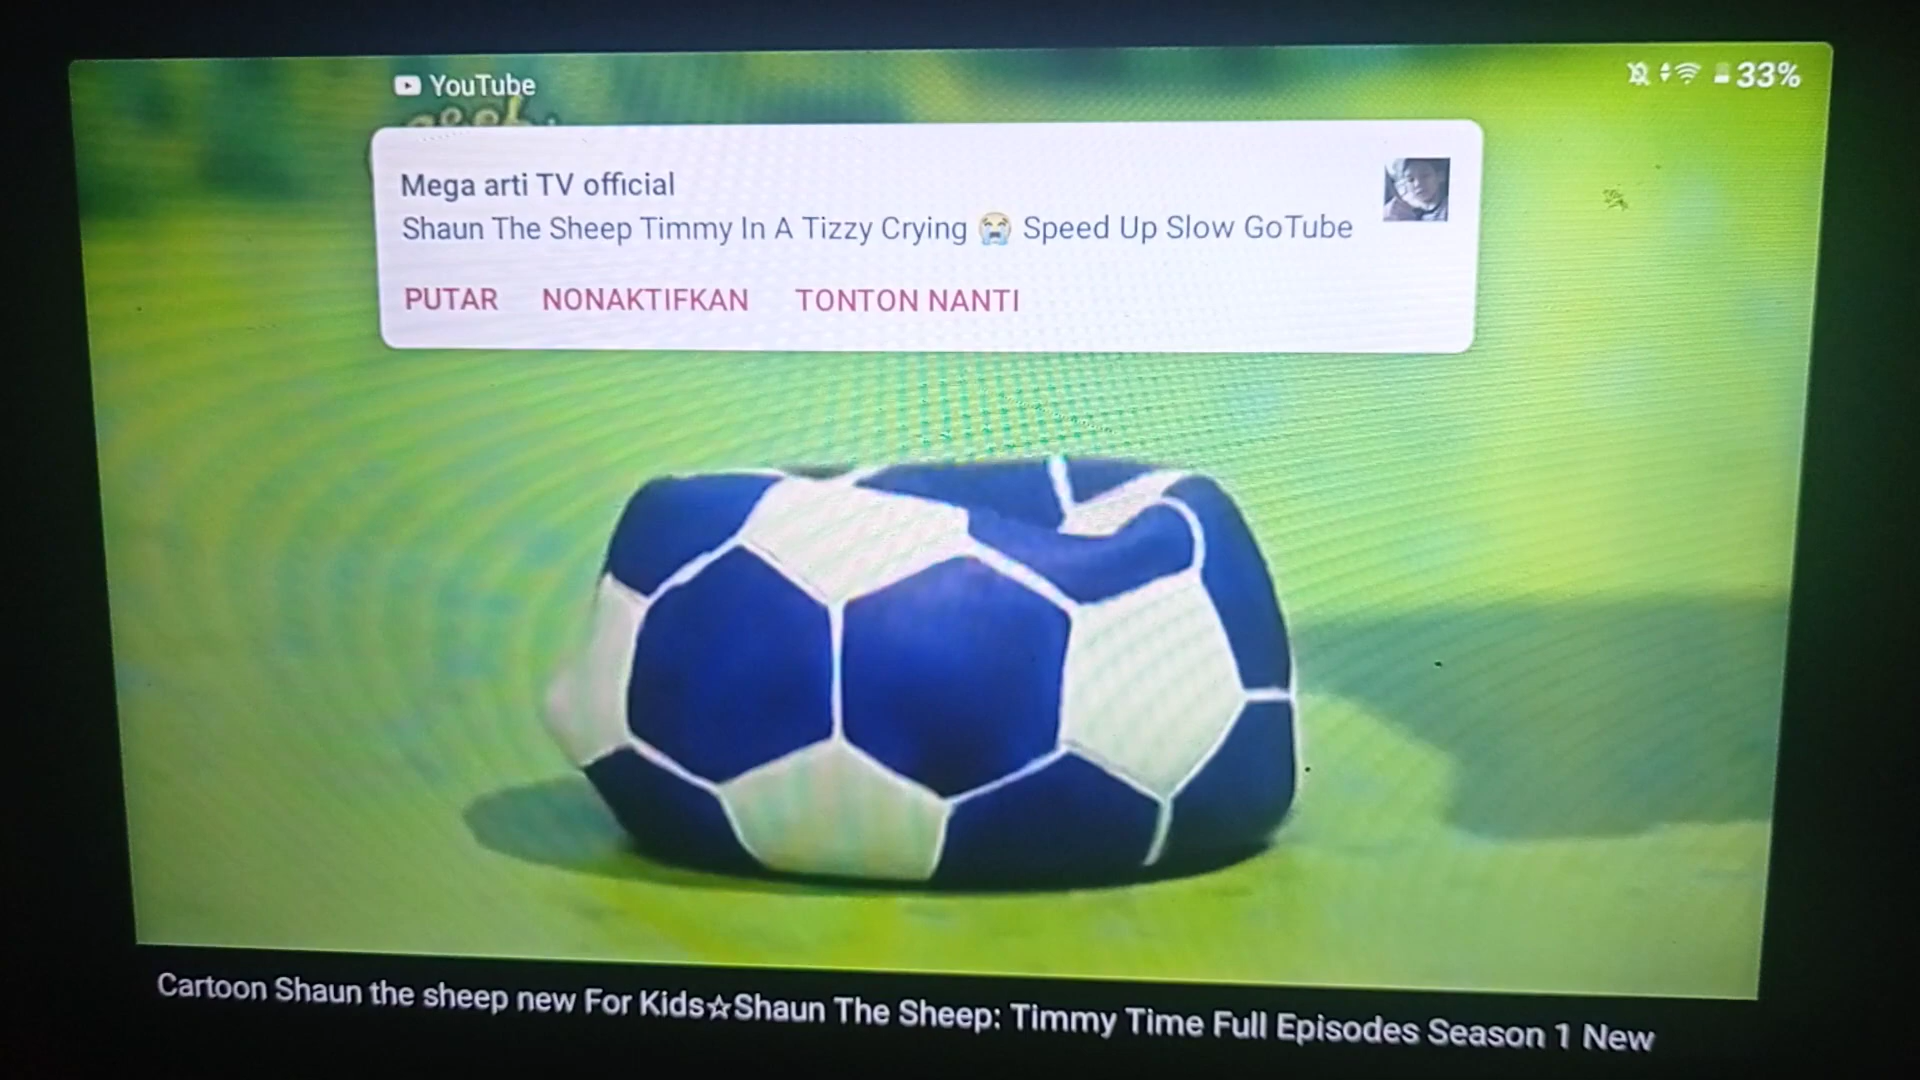 YouTube
33%
Mega arti TV official
Shaun The Sheep Timmy In A Tizzy Crying 😭 Speed Up Slow GoTube
PUTAR NONAKTIFKAN TONTON NANTI
Cartoon Shaun the sheep new For Kids☆Shaun The Sheep: Timmy Time Full Episodes Season 1 New